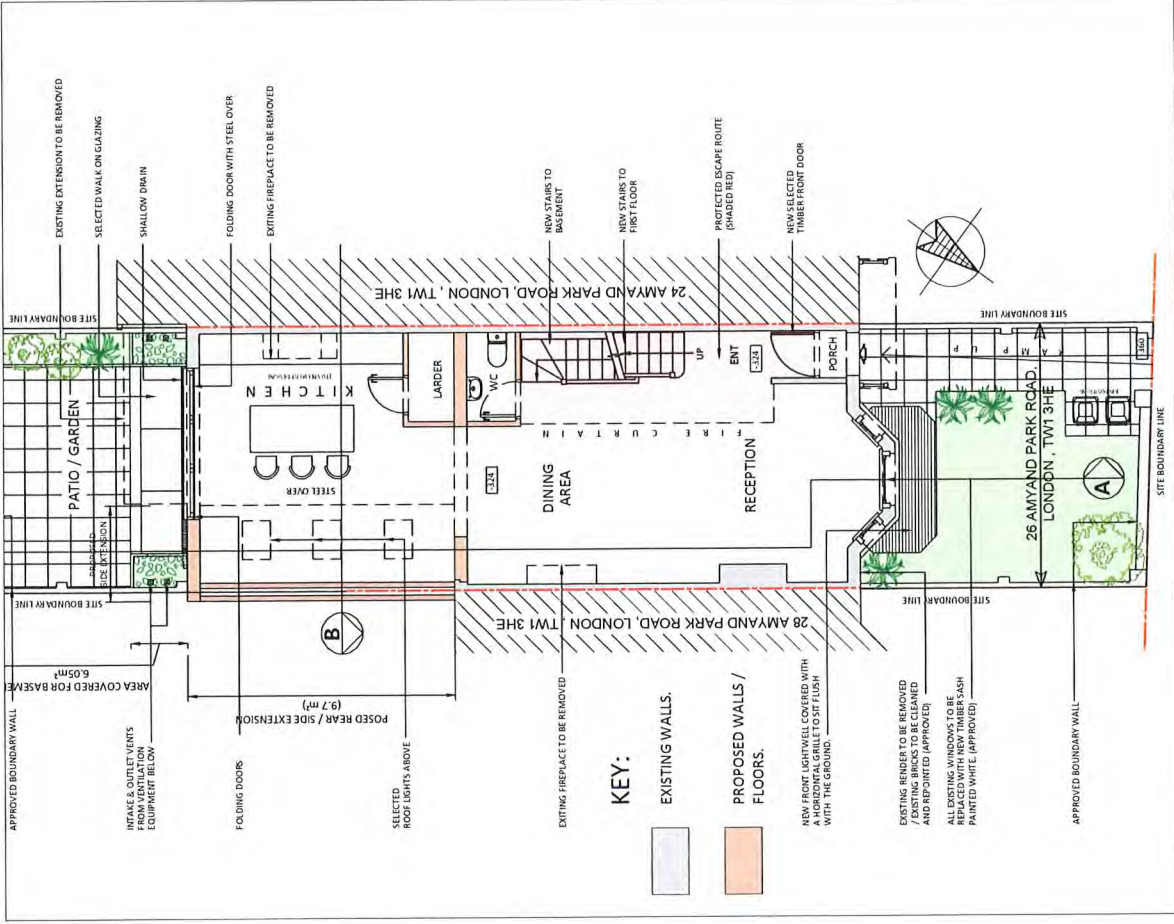 EXISTING EXTENSION TO BE REMOVED
SELECTED WALK ON GLAZING
SHALLOW DRAIN
FOLDING DOOR WITH STEEL OVER
EXITING FIREPLACE TO BE REMOVED
NEW STAIRS TO
BASEMENT
NEW STAIRS TO
FIRST FLOOR
PROTECTED ESCAPE ROUTE
(SHADED RED)
NEW SELECTED
TIMBER FRONT DOOR
24 AMYAND PARK ROAD, LONDON, TW1 3HE
SITE BOUNDARY LINE
SITE BOUNDARY LINE
PATIO / GARDEN
KITCHEN
LARDER
WC
UP
ENT
-324
PORCH
RAMP UP
360
STEEL OVER
-324
DINING
AREA
FIRE CURTAIN
RECEPTION
26 AMYAND PARK ROAD,
LONDON, TW1 3HE
A
SITE BOUNDARY LINE
PROPOSED
SIDE EXTENSION
SITE BOUNDARY LINE
SITE BOUNDARY LINE
28 AMYAND PARK ROAD, LONDON, TW1 3HE
B
AREA COVERED FOR BASEME
6.05m²
POSED REAR / SIDE EXTENSION
(9.7 m²)
APPROVED BOUNDARY WALL
INTAKE & OUTLET VENTS
FROM VENTILATION
EQUIPMENT BELOW
FOLDING DOORS
SELECTED
ROOF LIGHTS ABOVE
EXITING FIREPLACE TO BE REMOVED
KEY:
EXISTING WALLS.
PROPOSED WALLS /
FLOORS.
NEW FRONT LIGHTWELL COVERED WITH
A HORIZONTAL GRILLE TO SIT FLUSH
WITH THE GROUND.
EXISTING RENDER TO BE REMOVED
/ EXISTING BRICKS TO BE CLEANED
AND REPOINTED (APPROVED)
ALL EXISTING WINDOWS TO BE
REPLACED WITH NEW TIMBER SASH
PAINTED WHITE, (APPROVED)
APPROVED BOUNDARY WALL